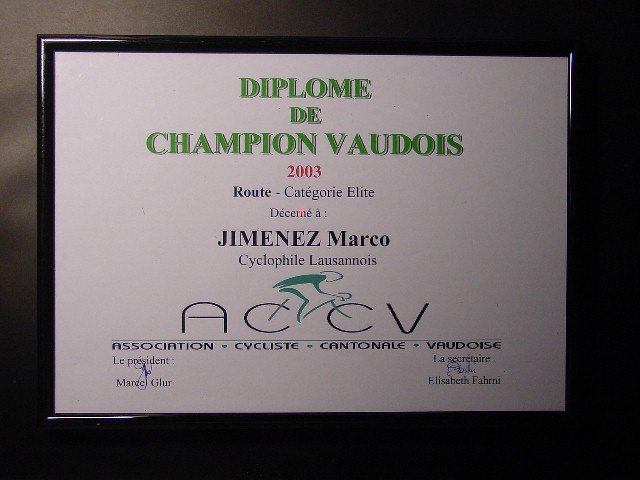 DIPLOME
DE
CHAMPION VAUDOIS
2003
Route - Catégorie Elite
Décerné à :
JIMENEZ Marco
Cyclophile Lausannois
ACCV
ASSOCIATION - CYCLISTE - CANTONALE - VAUDOISE
Le président :
Marcel Glur
La secrétaire :
Elisabeth Fahrni